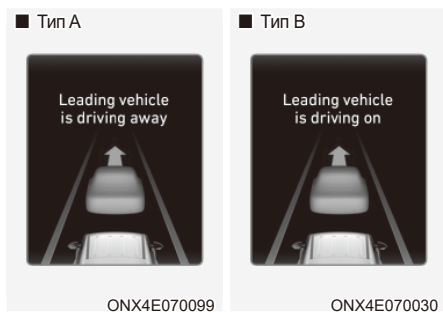 ■ Тип A
Leading vehicle
is driving away
ONX4E070099
■ Тип B
Leading vehicle
is driving on
ONX4E070030